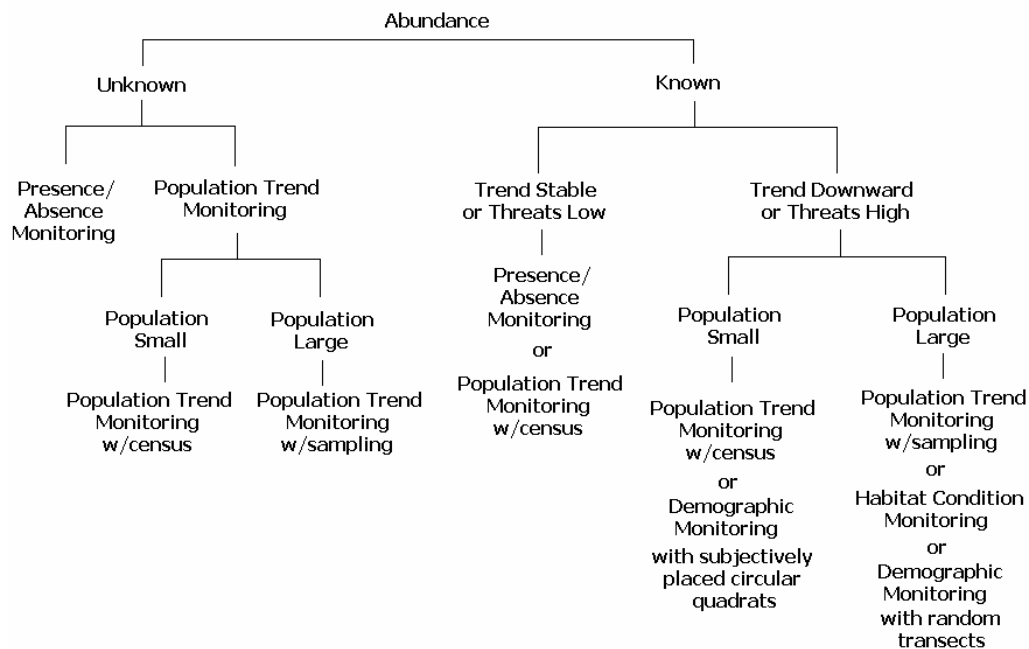 Abundance
Unknown
Known
Presence/
Absence
Monitoring
Population Trend
Monitoring
Trend Stable
or Threats Low
Trend Downward
or Threats High
Population
Small
Population
Large
Presence/
Absence
Monitoring
or
Population Trend
Monitoring
w/census
Population
Small
Population
Large
Population Trend
Monitoring
w/census
Population Trend
Monitoring
w/sampling
Population Trend
Monitoring
w/census
or
Demographic
Monitoring
with subjectively
placed circular
quadrats
Population Trend
Monitoring
w/sampling
or
Habitat Condition
Monitoring
or
Demographic
Monitoring
with random
transects